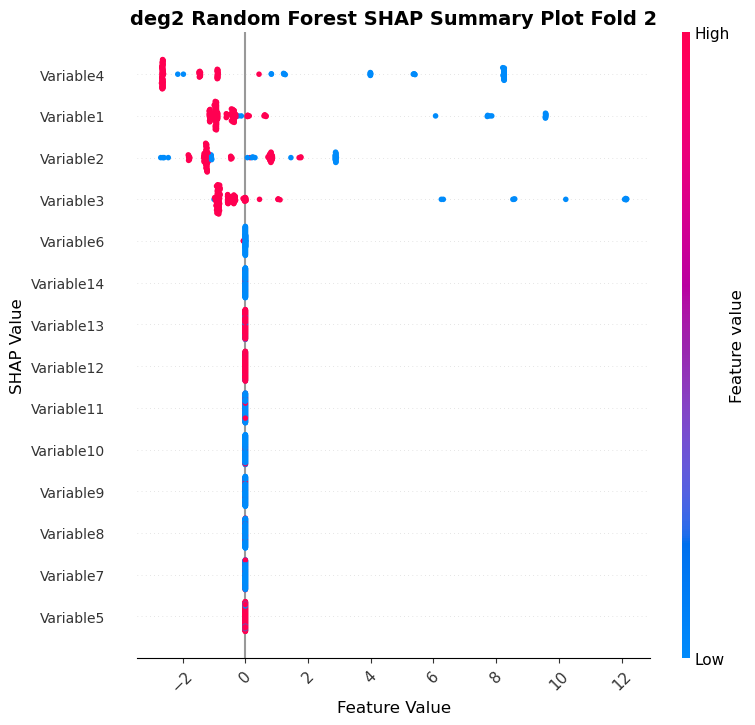 deg2 Random Forest SHAP Summary Plot Fold 2
High
Variable4
Variable1
Variable2
Variable3
Variable6
Variable14
Variable13
Variable12
Variable11
Variable10
Variable9
Variable8
Variable7
Variable5
SHAP Value
Feature value
Low
−2
0
2
4
6
8
10
12
Feature Value